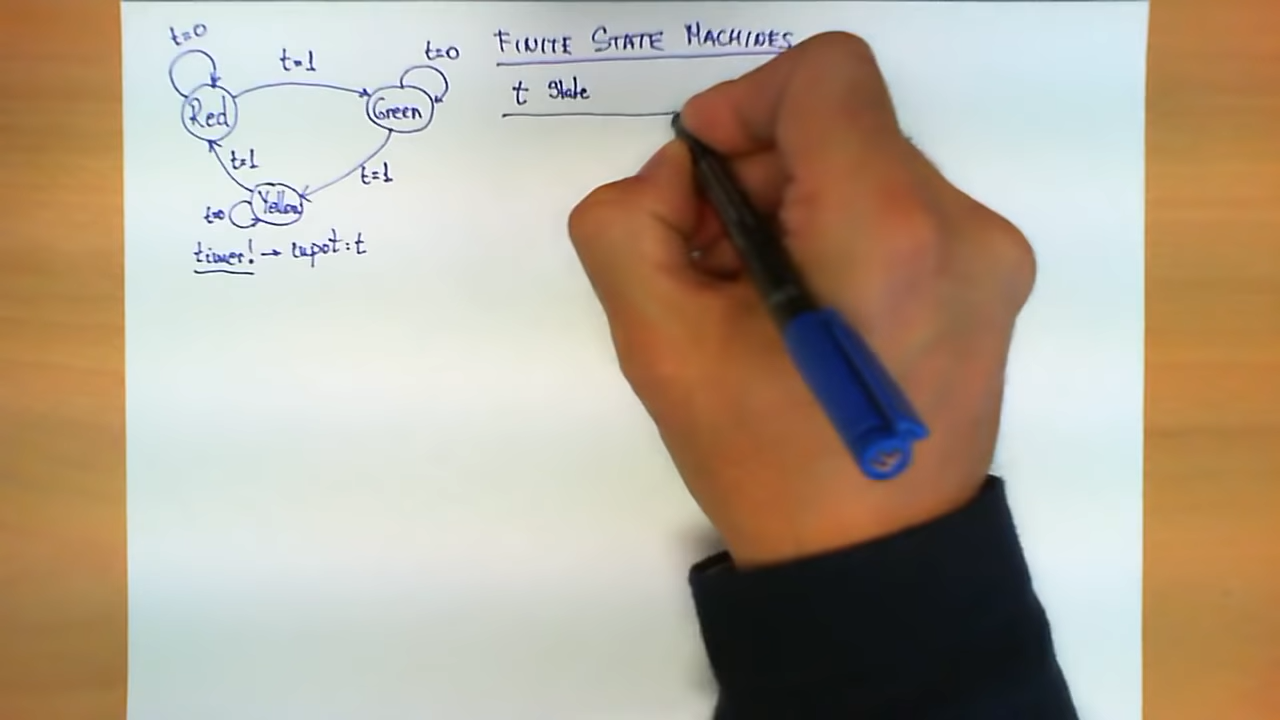 FINITE STATE MACHINES
t=0
t=1
t=0
Red
Green
t State
t=1
t=1
t=0
Yellow
timer! → input: t